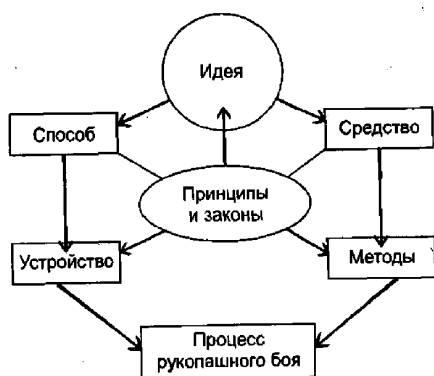 Идея
Способ
Средство
Принципы
и законы
Устройство
Методы
Процесс
рукопашного боя